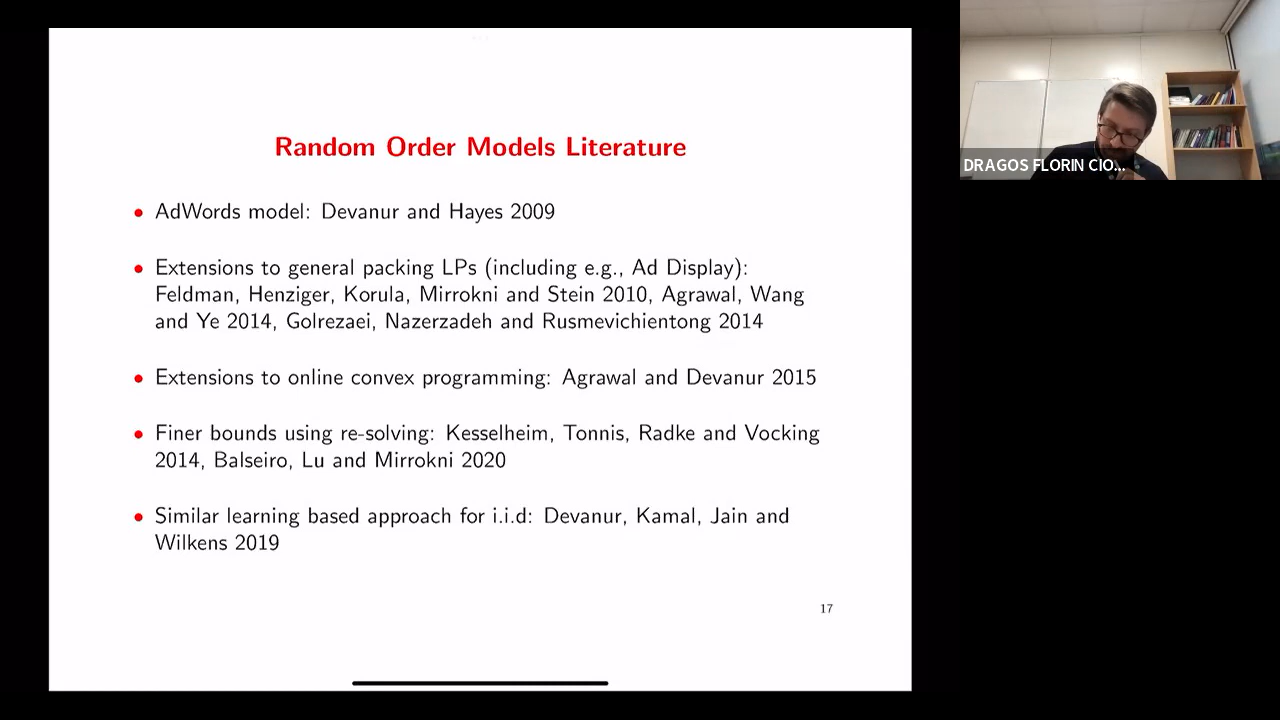 Random Order Models Literature
• AdWords model: Devanur and Hayes 2009
• Extensions to general packing LPs (including e.g., Ad Display):
Feldman, Henziger, Korula, Mirrokni and Stein 2010, Agrawal, Wang
and Ye 2014, Golrezaei, Nazerzadeh and Rusmevichientong 2014
• Extensions to online convex programming: Agrawal and Devanur 2015
• Finer bounds using re-solving: Kesselheim, Tonnis, Radke and Vocking
2014, Balseiro, Lu and Mirrokni 2020
• Similar learning based approach for i.i.d: Devanur, Kamal, Jain and
Wilkens 2019
17
DRAGOS FLORIN CIO...